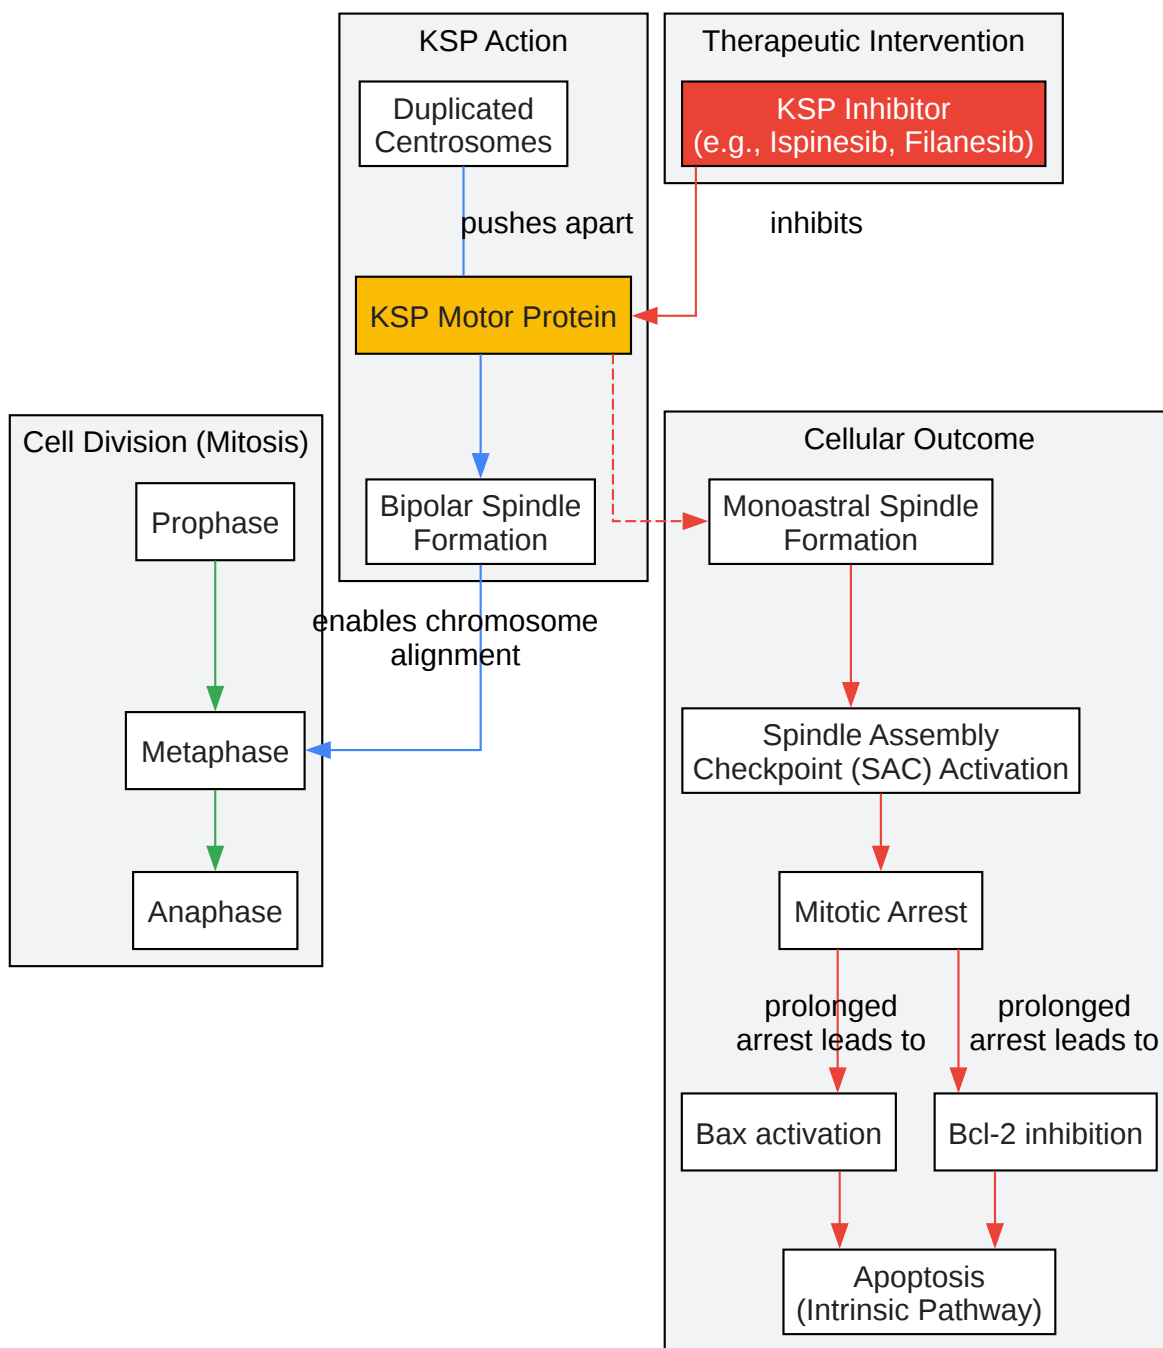 KSP Action
Duplicated
Centrosomes
pushes apart
KSP Motor Protein
Bipolar Spindle
Formation
enables chromosome
alignment
Therapeutic Intervention
KSP Inhibitor
(e.g., Ispinesib, Filanesib)
inhibits
Cell Division (Mitosis)
Prophase
Metaphase
Anaphase
Cellular Outcome
Monoastral Spindle
Formation
Spindle Assembly
Checkpoint (SAC) Activation
Mitotic Arrest
prolonged
arrest leads to
prolonged
arrest leads to
Bax activation
Bcl-2 inhibition
Apoptosis
(Intrinsic Pathway)